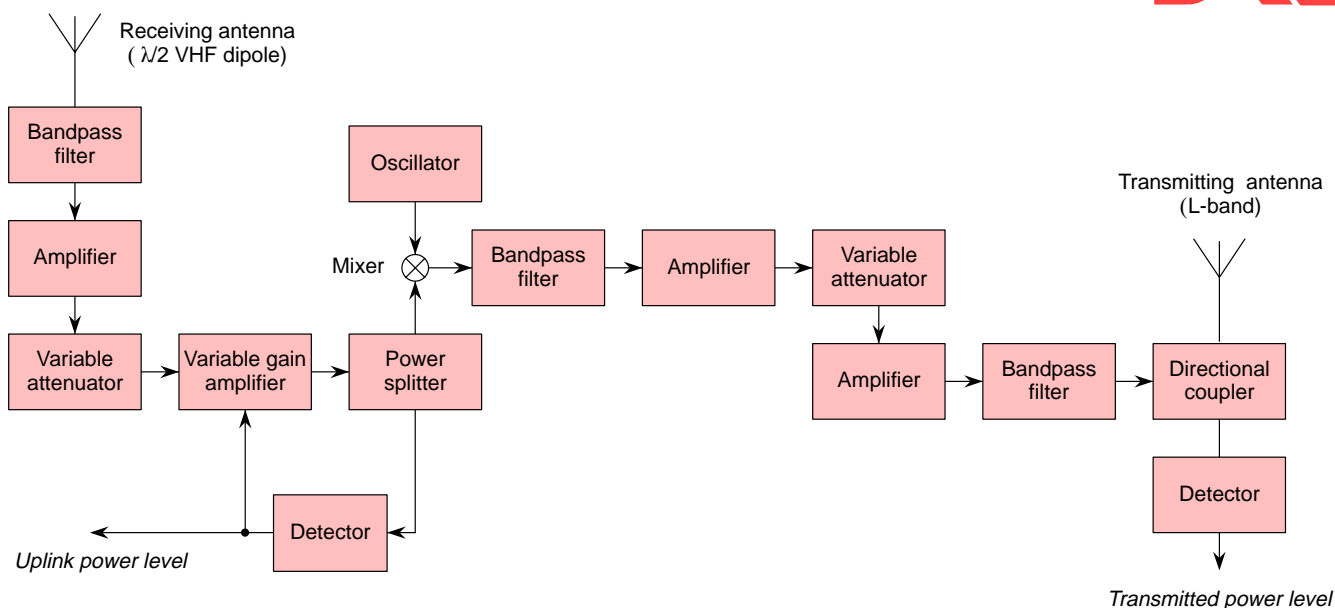 Receiving antenna
( λ/2 VHF dipole)
Bandpass
filter
Amplifier
Variable
attenuator
Variable gain
amplifier
Power
splitter
Detector
Uplink power level
Oscillator
Mixer
Bandpass
filter
Amplifier
Variable
attenuator
Amplifier
Bandpass
filter
Directional
coupler
Transmitting antenna
(L-band)
Detector
Transmitted power level